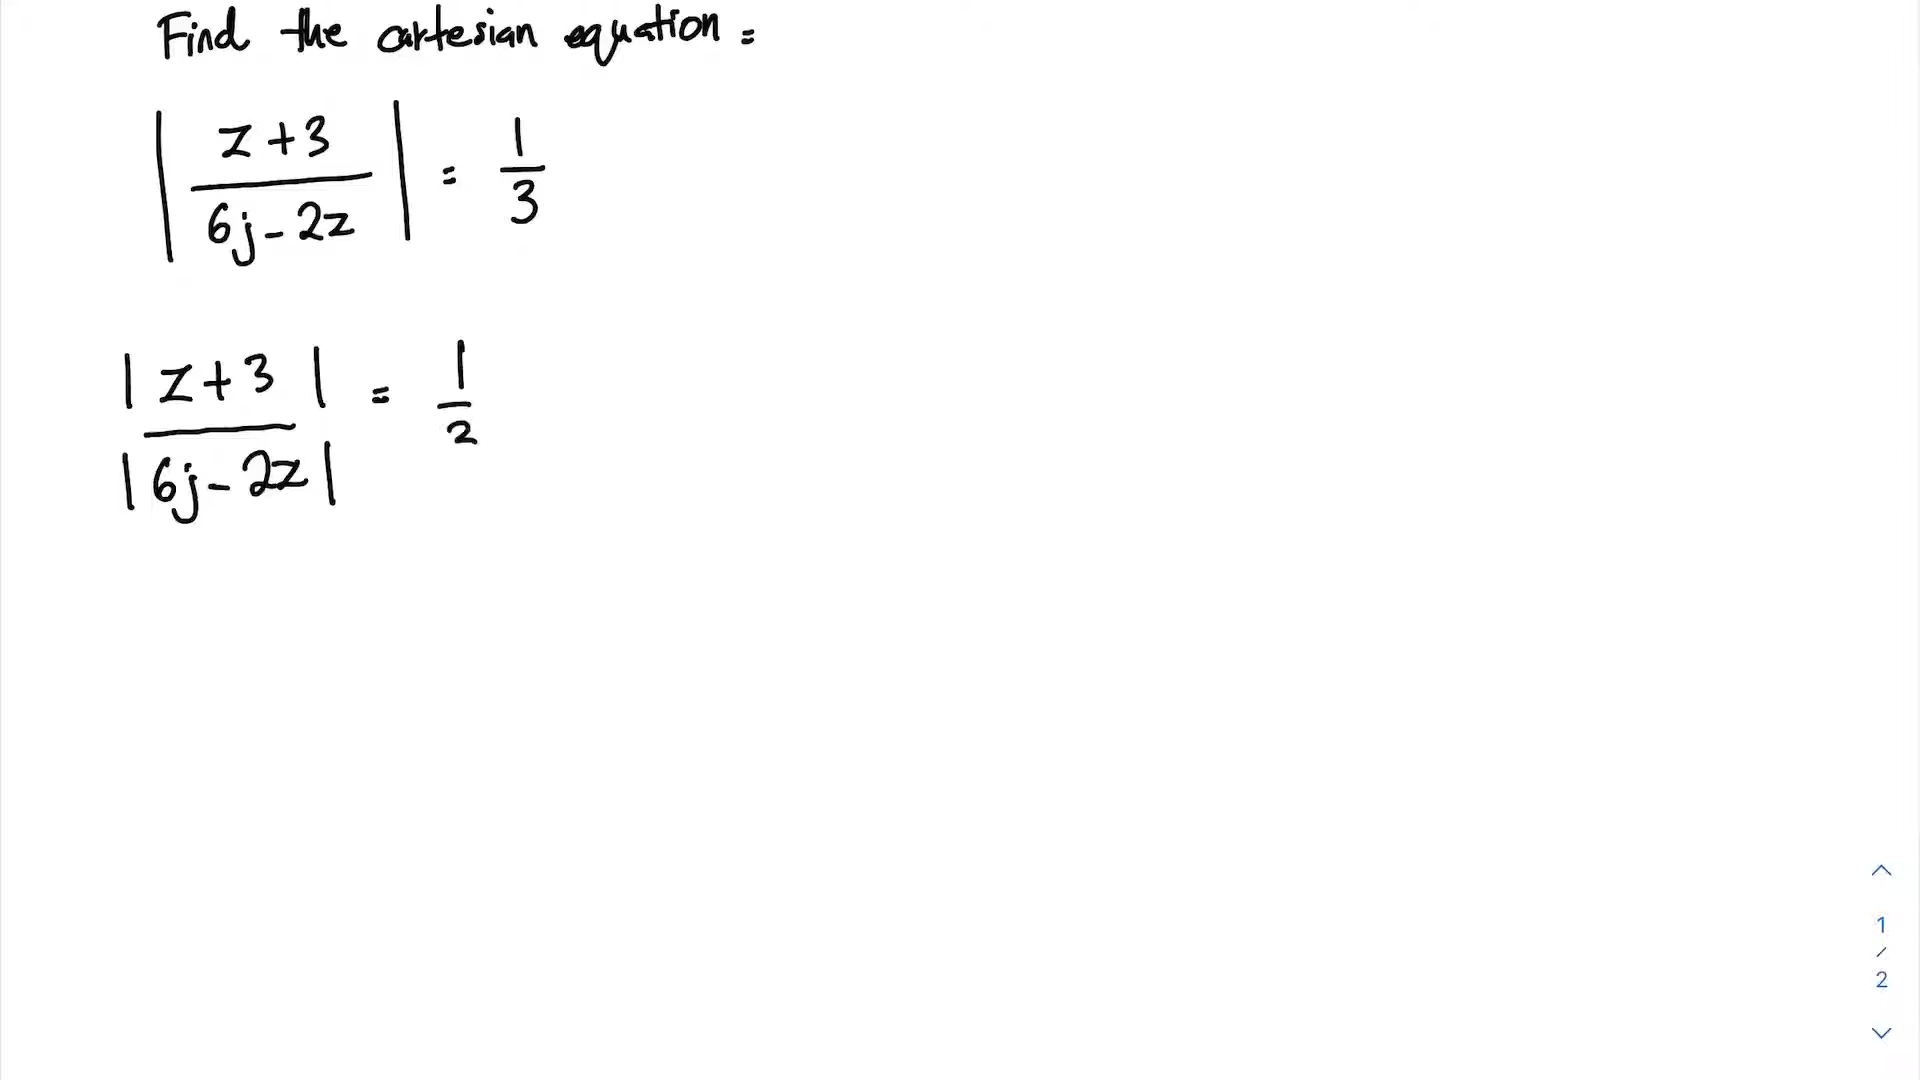 Find the cartesian equation =
| z+3 / 6j-2z | = 1/3
|z+3| / |6j-2z| = 1/2
1
/
2